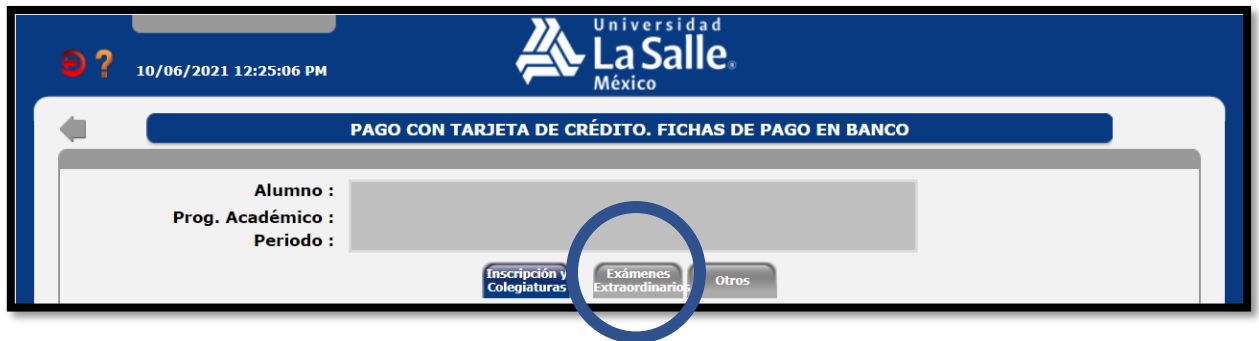 Universidad
La Salle®
México
? 10/06/2021 12:25:06 PM
PAGO CON TARJETA DE CRÉDITO. FICHAS DE PAGO EN BANCO
Alumno :
Prog. Académico :
Periodo :
Inscripción y
Colegiaturas
Exámenes
Extraordinarios
Otros